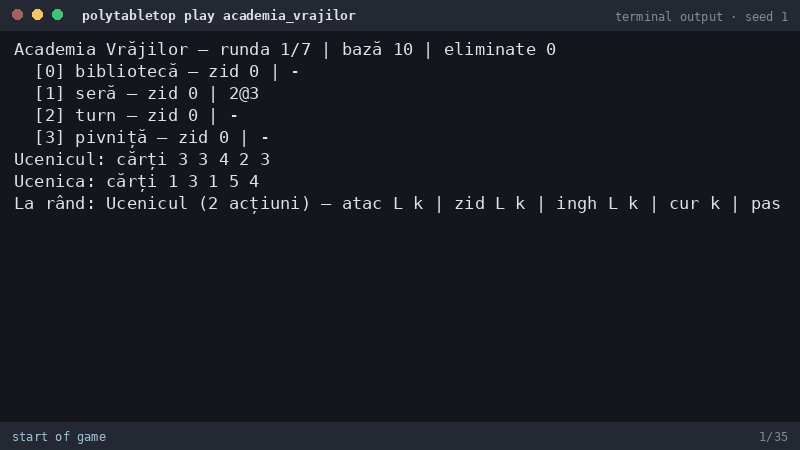 polytabletop play academia_vrajilor
terminal output · seed 1
Academia Vrăjilor — runda 1/7 | bază 10 | eliminate 0
[0] bibliotecă — zid 0 | -
[1] seră — zid 0 | 2@3
[2] turn — zid 0 | -
[3] pivniță — zid 0 | -
Ucenicul: cărți 3 3 4 2 3
Ucenica: cărți 1 3 1 5 4
La rând: Ucenicul (2 acțiuni) — atac L k | zid L k | ingh L k | cur k | pas
start of game
1/35